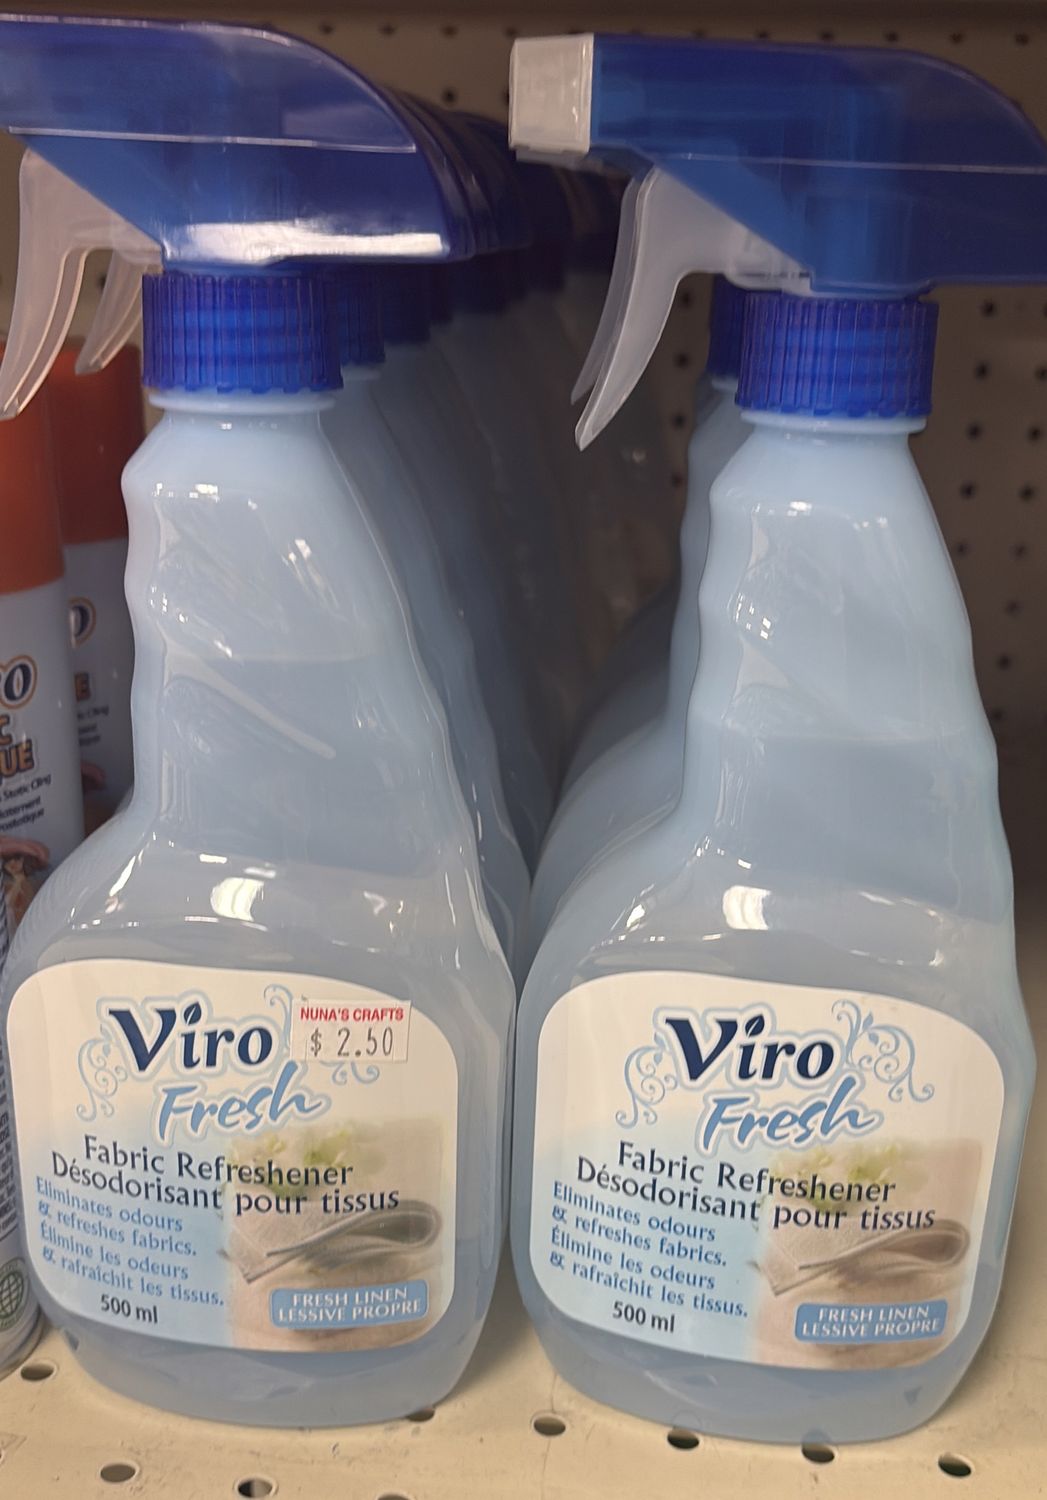 Viro
NUNA'S CRAFTS
$ 2.50
Fresh
Fabric Refreshener
Désodorisant pour tissus
Eliminates odours
& refreshes fabrics.
Élimine les odeurs
& rafraîchit les tissus.
500 ml
FRESH LINEN
LESSIVE PROPRE
Viro
Fresh
Fabric Refreshener
Désodorisant pour tissus
Eliminates odours
& refreshes fabrics.
Élimine les odeurs
& rafraîchit les tissus.
500 ml
FRESH LINEN
LESSIVE PROPRE
Static Cling